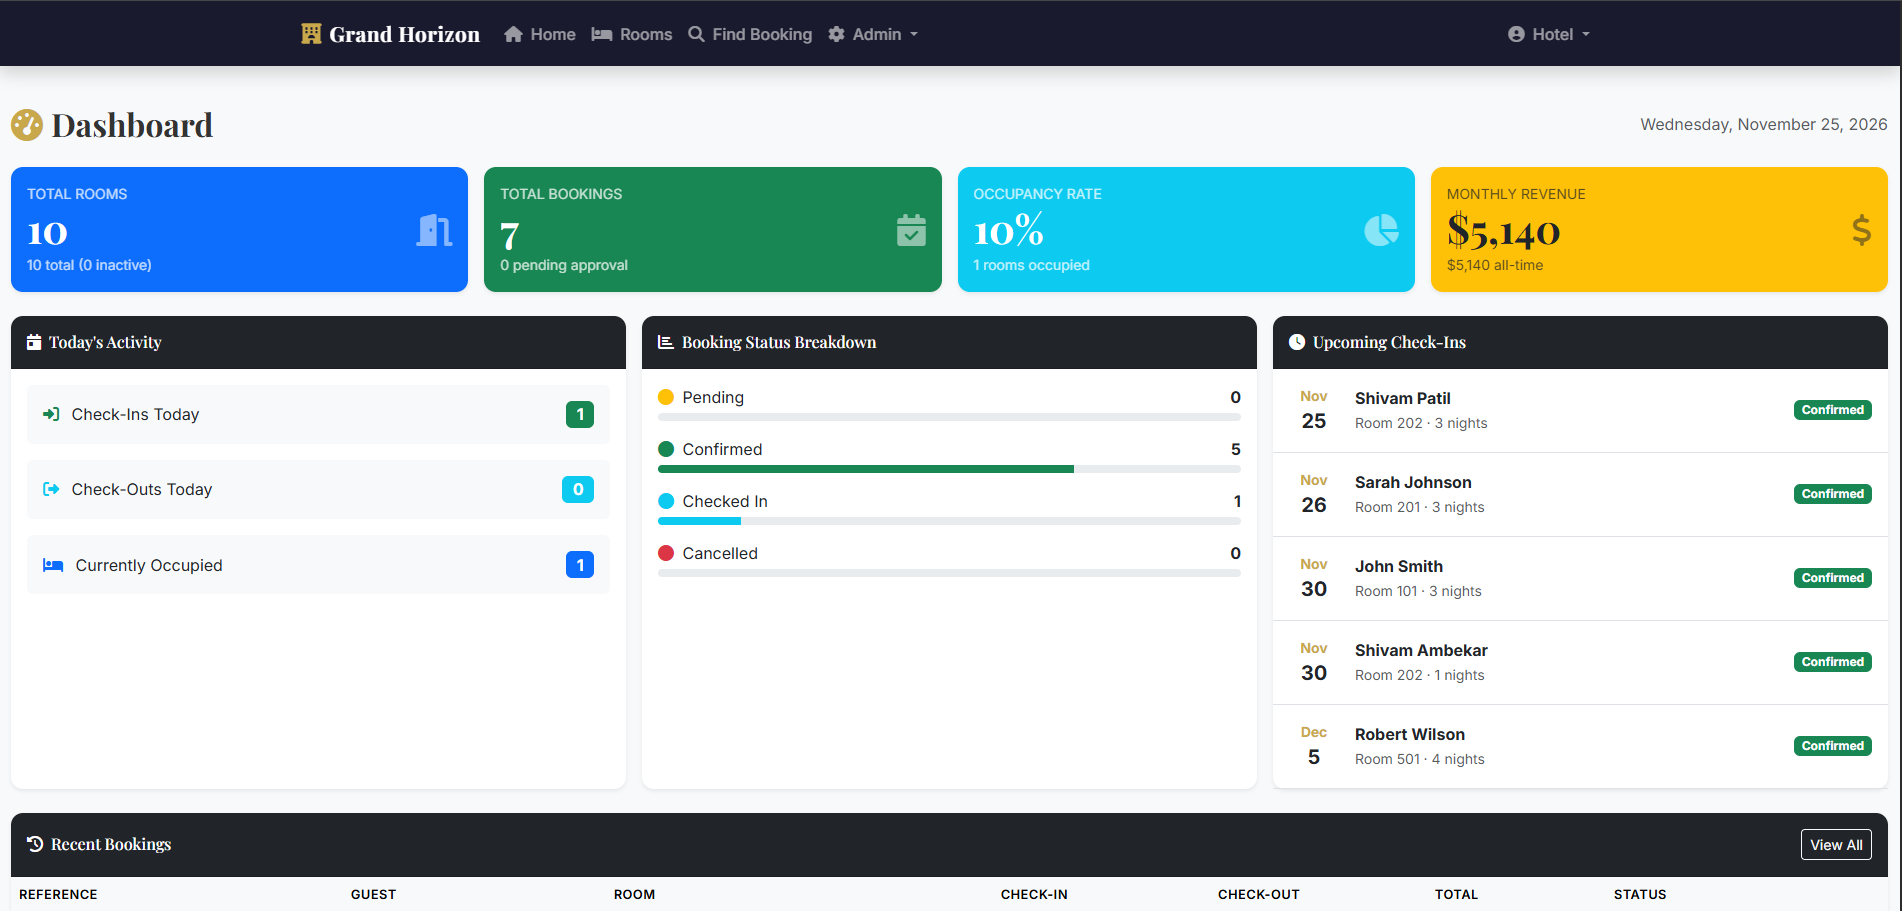 Grand Horizon Home Rooms Find Booking Admin Hotel
Dashboard
Wednesday, November 25, 2026
TOTAL ROOMS
10
10 total (0 inactive)
TOTAL BOOKINGS
7
0 pending approval
OCCUPANCY RATE
10%
1 rooms occupied
MONTHLY REVENUE
$5,140
$5,140 all-time
Today's Activity
Check-Ins Today 1
Check-Outs Today 0
Currently Occupied 1
Booking Status Breakdown
Pending 0
Confirmed 5
Checked In 1
Cancelled 0
Upcoming Check-Ins
Nov 25
Shivam Patil
Room 202 · 3 nights
Confirmed
Nov 26
Sarah Johnson
Room 201 · 3 nights
Confirmed
Nov 30
John Smith
Room 101 · 3 nights
Confirmed
Nov 30
Shivam Ambekar
Room 202 · 1 nights
Confirmed
Dec 5
Robert Wilson
Room 501 · 4 nights
Confirmed
Recent Bookings View All
REFERENCE GUEST ROOM CHECK-IN CHECK-OUT TOTAL STATUS